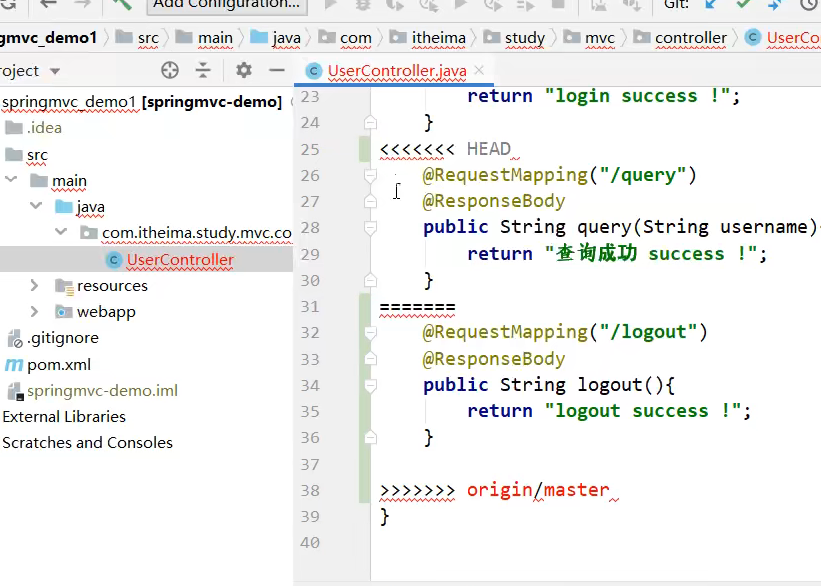 Add Configuration...
Git:
gmvc_demo1 src main java com itheima study mvc controller UserCo
roject
UserController.java
springmvc_demo1 [springmvc-demo]
.idea
src
main
java
com.itheima.study.mvc.co
UserController
resources
webapp
.gitignore
pom.xml
springmvc-demo.iml
External Libraries
Scratches and Consoles
23 return "login success !";
24 }
25 <<<<<<< HEAD
26 @RequestMapping("/query")
27 @ResponseBody
28 public String query(String username){
29 return "查询成功 success !";
30 }
31 =======
32 @RequestMapping("/logout")
33 @ResponseBody
34 public String logout(){
35 return "logout success !";
36 }
37
38 >>>>>>> origin/master
39 }
40